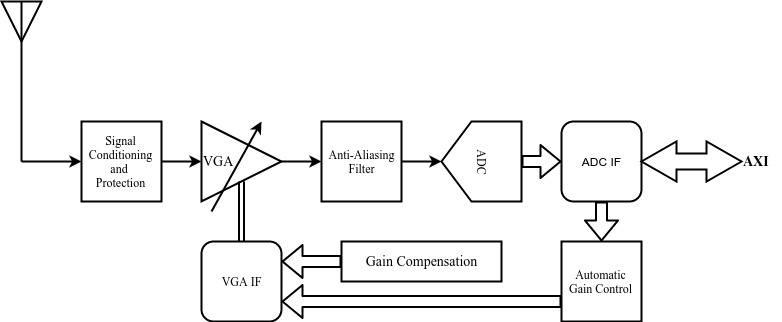 Signal
Conditioning
and
Protection
VGA
Anti-Aliasing
Filter
ADC
ADC IF
AXI
VGA IF
Gain Compensation
Automatic
Gain Control